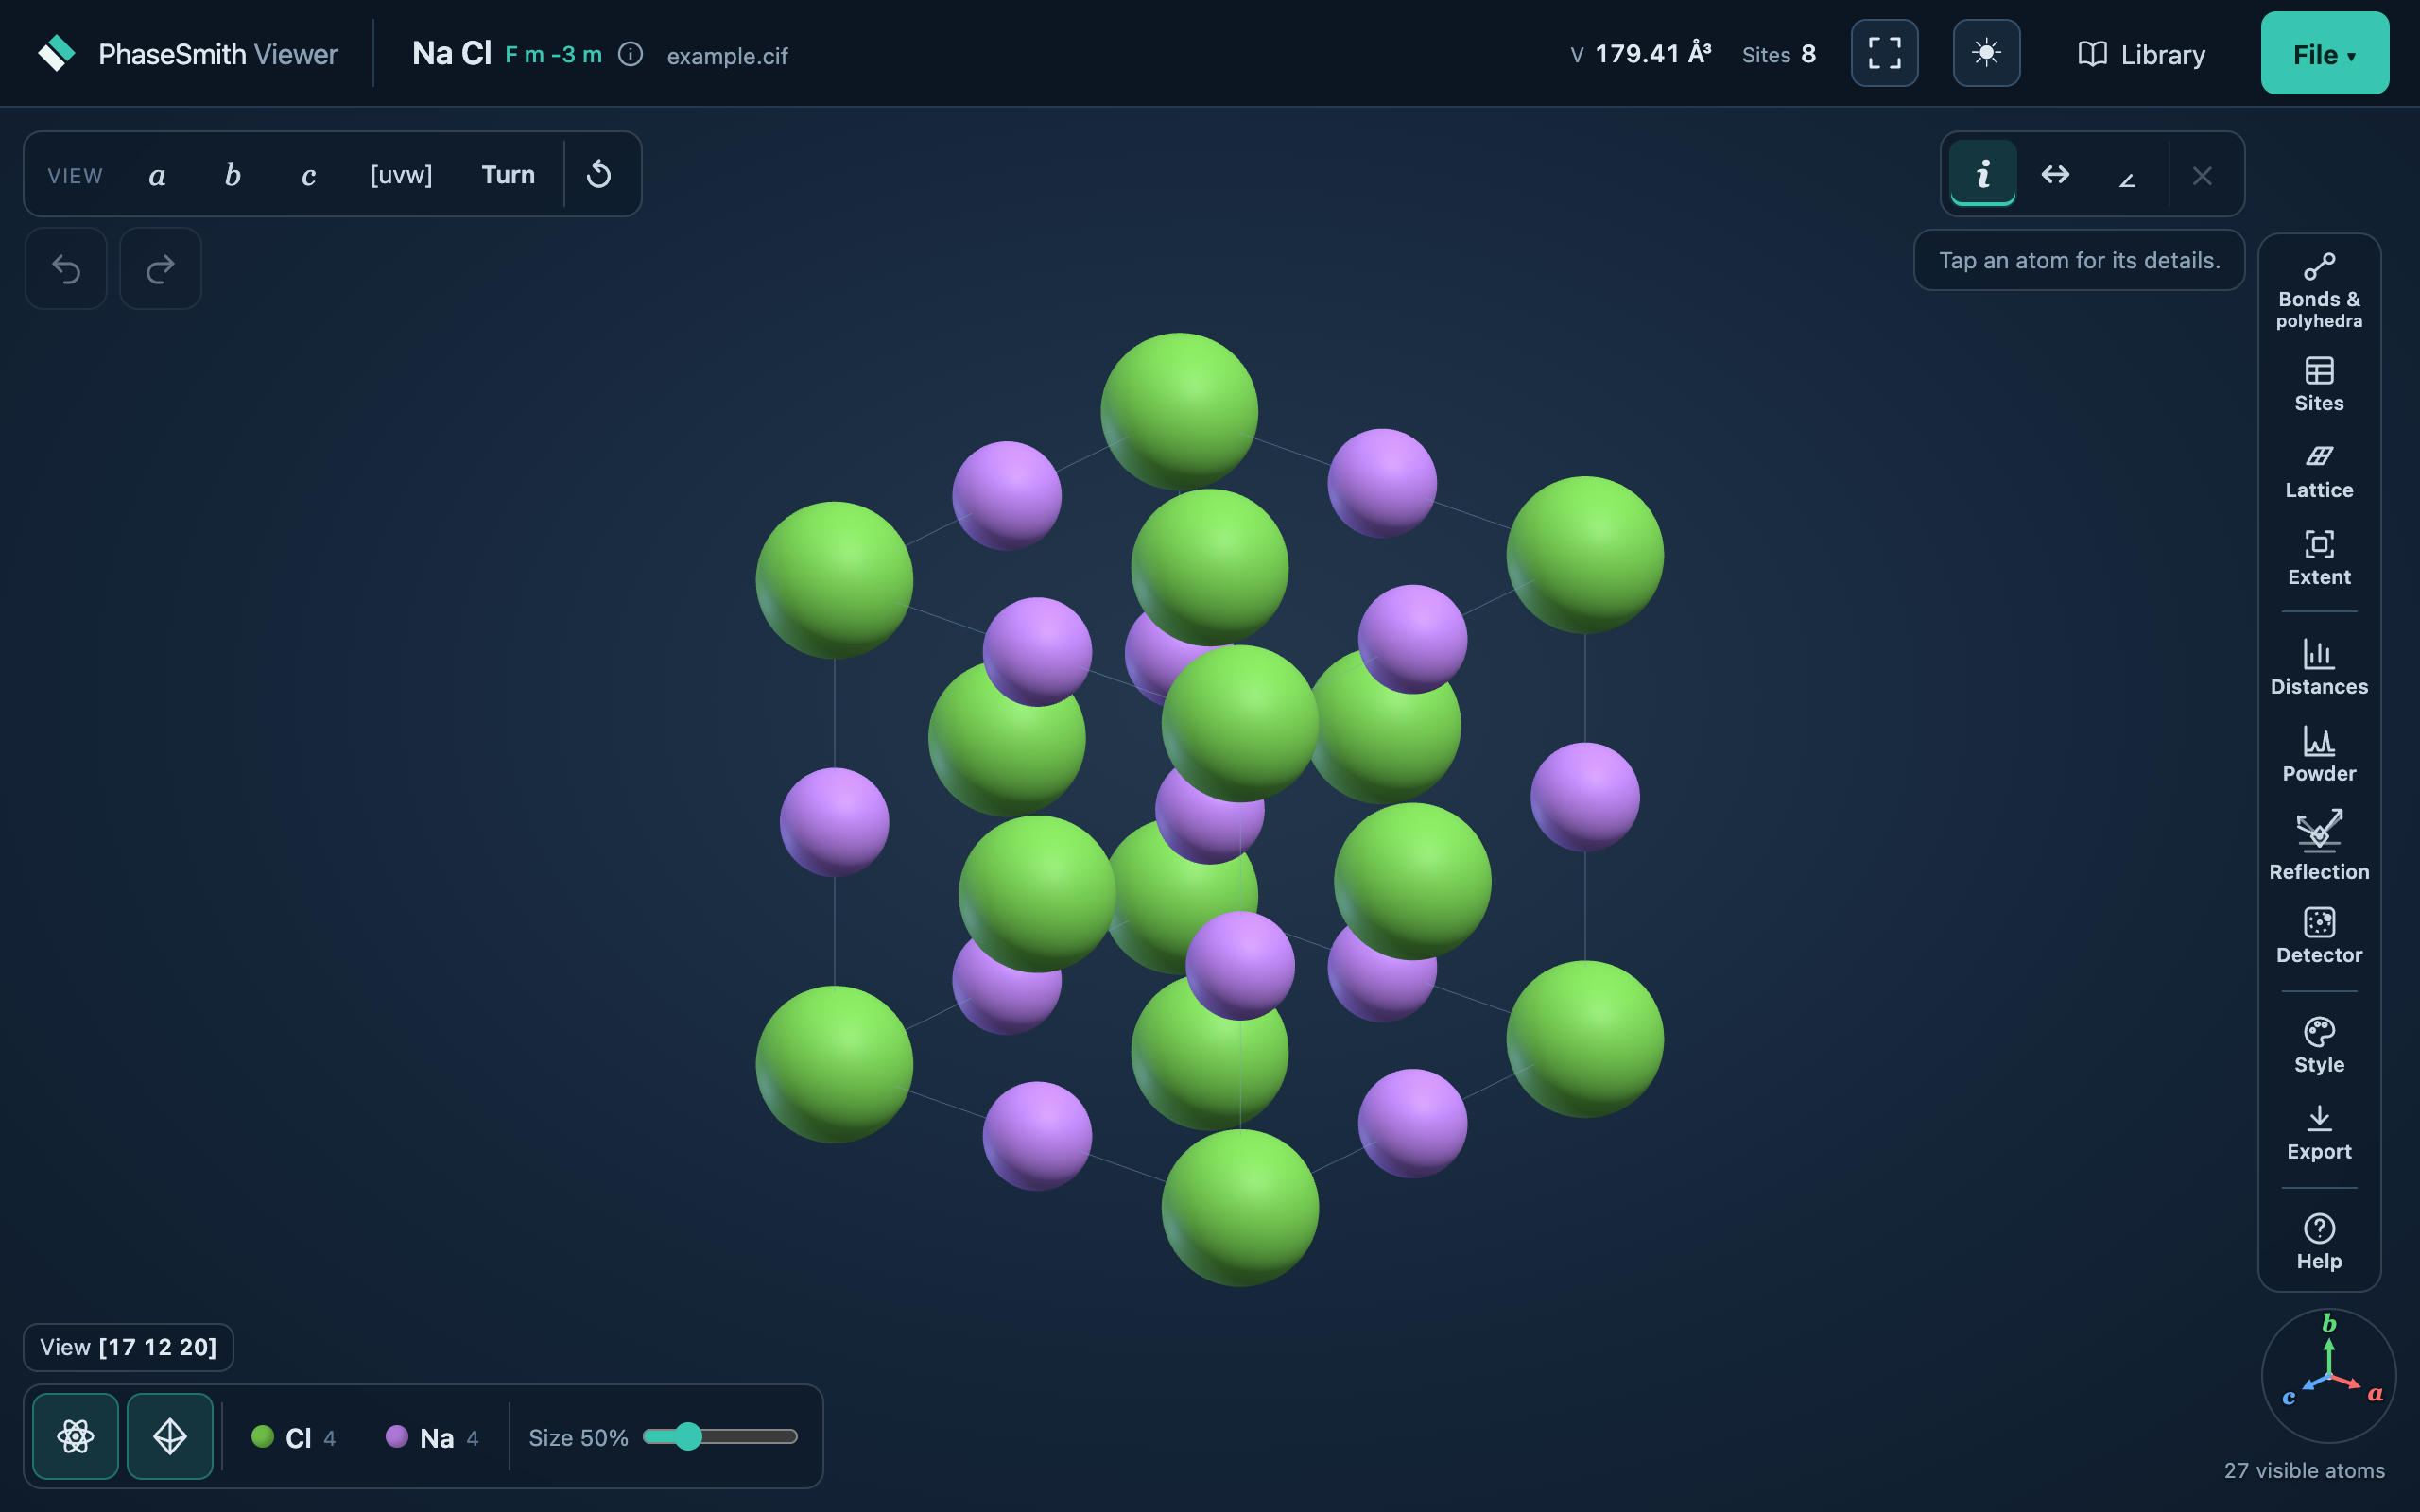 PhaseSmith Viewer
Na Cl F m -3 m example.cif
V 179.41 Å³ Sites 8
Library
File ▾
VIEW a b c [uvw] Turn
Tap an atom for its details.
Bonds &
polyhedra
Sites
Lattice
Extent
Distances
Powder
Reflection
Detector
Style
Export
Help
View [17 12 20]
Cl 4 Na 4 Size 50%
b
c a
27 visible atoms